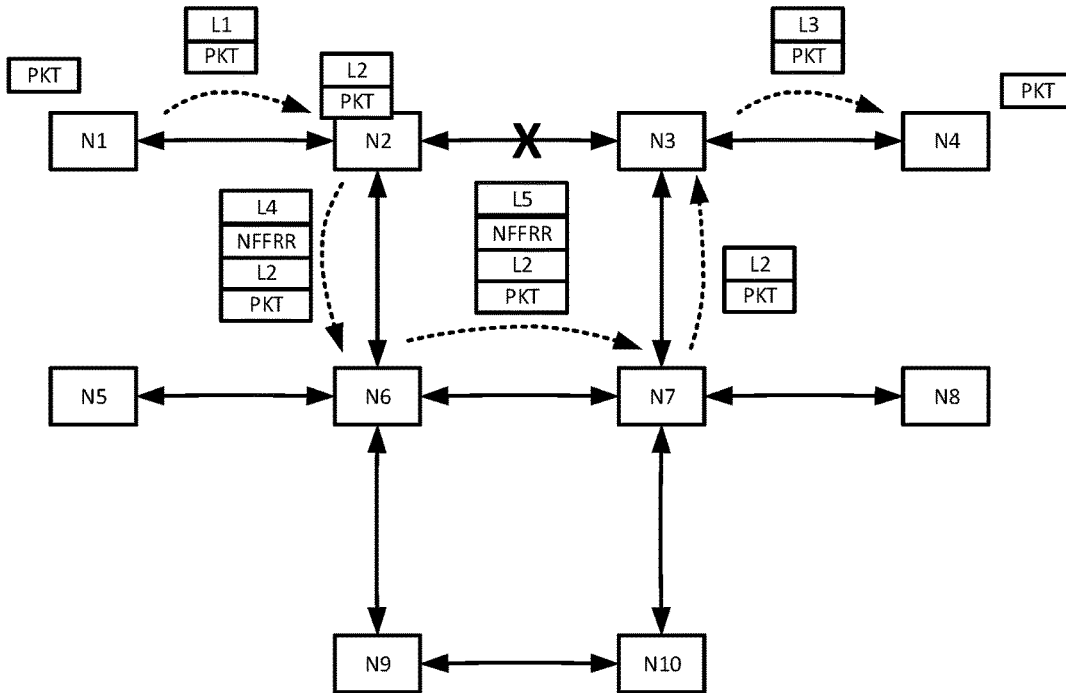 L1
PKT
L3
PKT
PKT
L2
PKT
PKT
N1
N2
X
N3
N4
L4
NFFRR
L2
PKT
L5
NFFRR
L2
PKT
L2
PKT
N5
N6
N7
N8
N9
N10